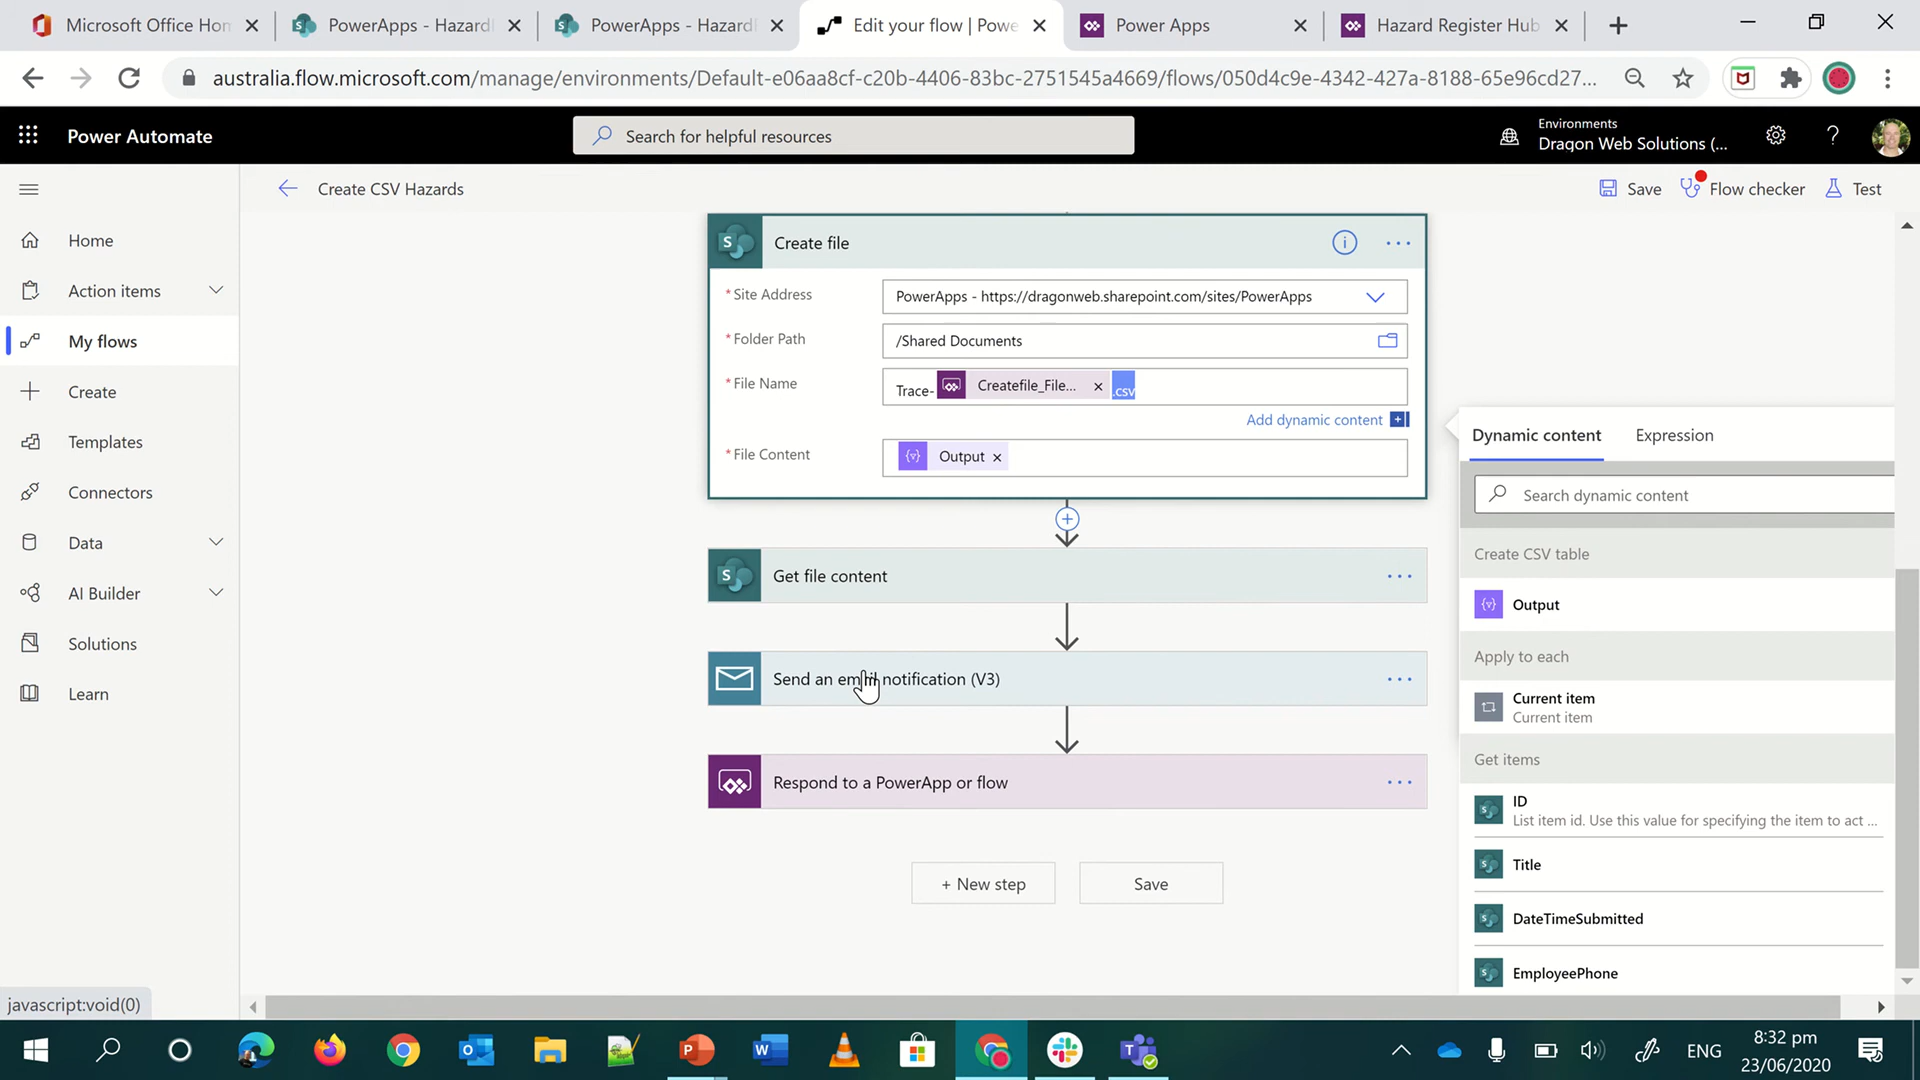 Microsoft Office Hon
PowerApps - Hazard
PowerApps - Hazard
Edit your flow | Powe
Power Apps
Hazard Register Hub
australia.flow.microsoft.com/manage/environments/Default-e06aa8cf-c20b-4406-83bc-2751545a4669/flows/050d4c9e-4342-427a-8188-65e96cd27...
Power Automate
Search for helpful resources
Environments
Dragon Web Solutions (...
Create CSV Hazards
Save
Flow checker
Test
Home
Action items
My flows
Create
Templates
Connectors
Data
AI Builder
Solutions
Learn
S
Create file
* Site Address
PowerApps - https://dragonweb.sharepoint.com/sites/PowerApps
* Folder Path
/Shared Documents
* File Name
Trace- Createfile_File... × .csv
Add dynamic content
* File Content
Output ×
S
Get file content
Send an email notification (V3)
Respond to a PowerApp or flow
+ New step
Save
Dynamic content
Expression
Search dynamic content
Create CSV table
Output
Apply to each
Current item
Current item
Get items
ID
List item id. Use this value for specifying the item to act ...
Title
DateTimeSubmitted
EmployeePhone
javascript:void(0)
ENG
8:32 pm
23/06/2020